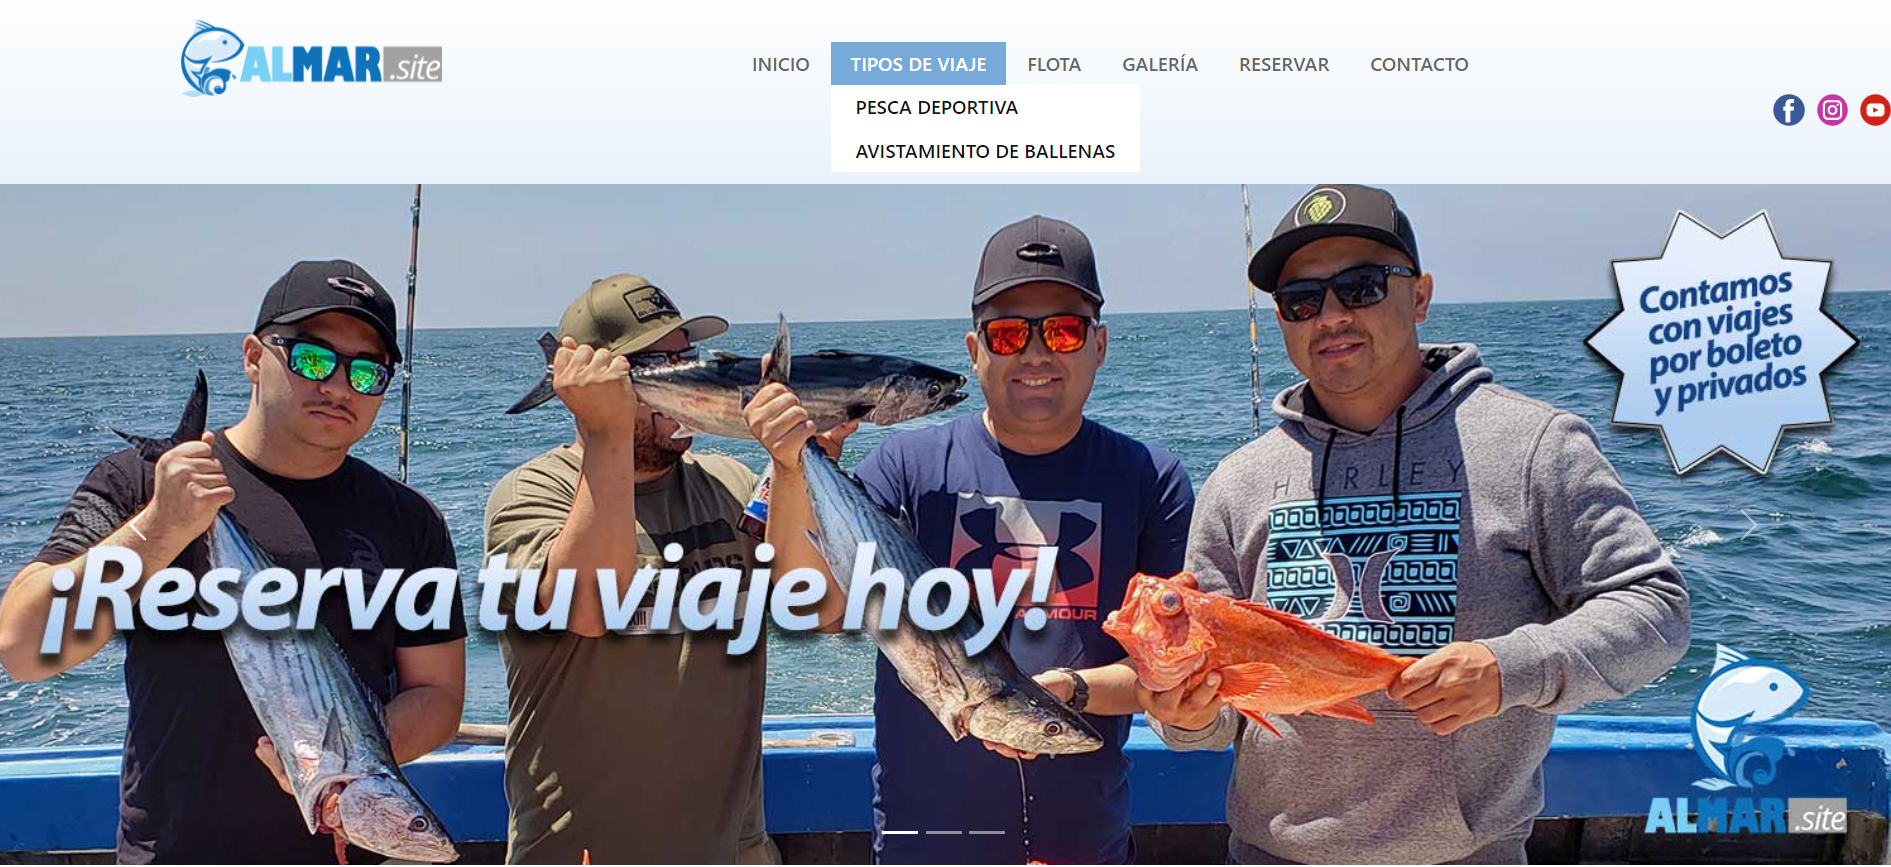 ALMAR.site
INICIO
TIPOS DE VIAJE
FLOTA
GALERÍA
RESERVAR
CONTACTO
PESCA DEPORTIVA
AVISTAMIENTO DE BALLENAS
Contamos
con viajes
por boleto
y privados
HURLEY
¡Reserva tu viaje hoy!
ALMAR.site